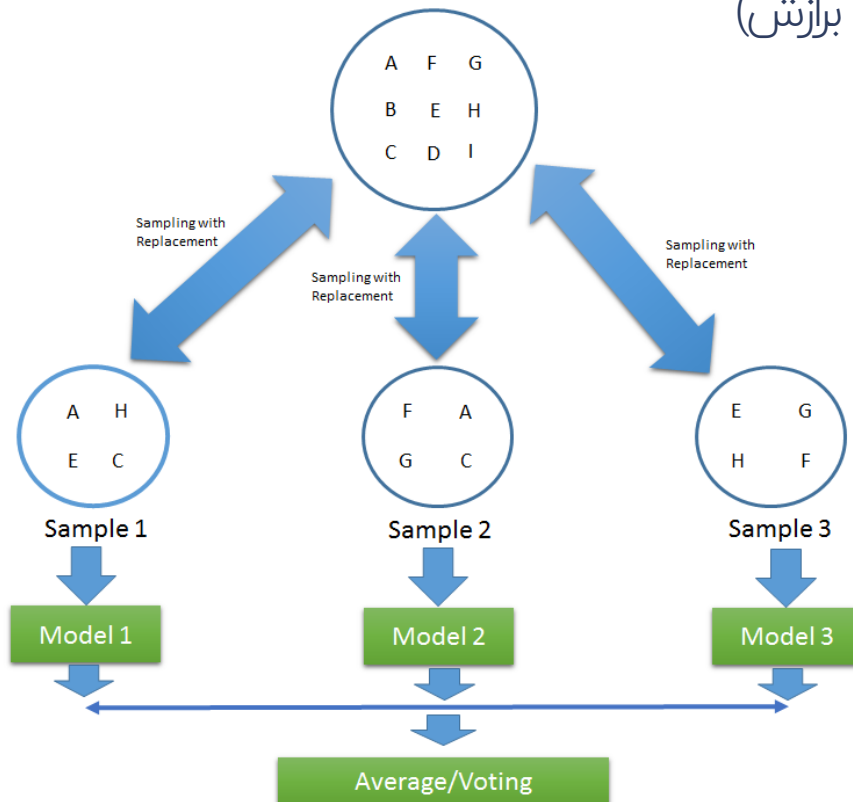 برازش)
A F G
B E H
C D I
Sampling with
Replacement
Sampling with
Replacement
Sampling with
Replacement
A H
E C
F A
G C
E G
H F
Sample 1
Sample 2
Sample 3
Model 1
Model 2
Model 3
Average/Voting